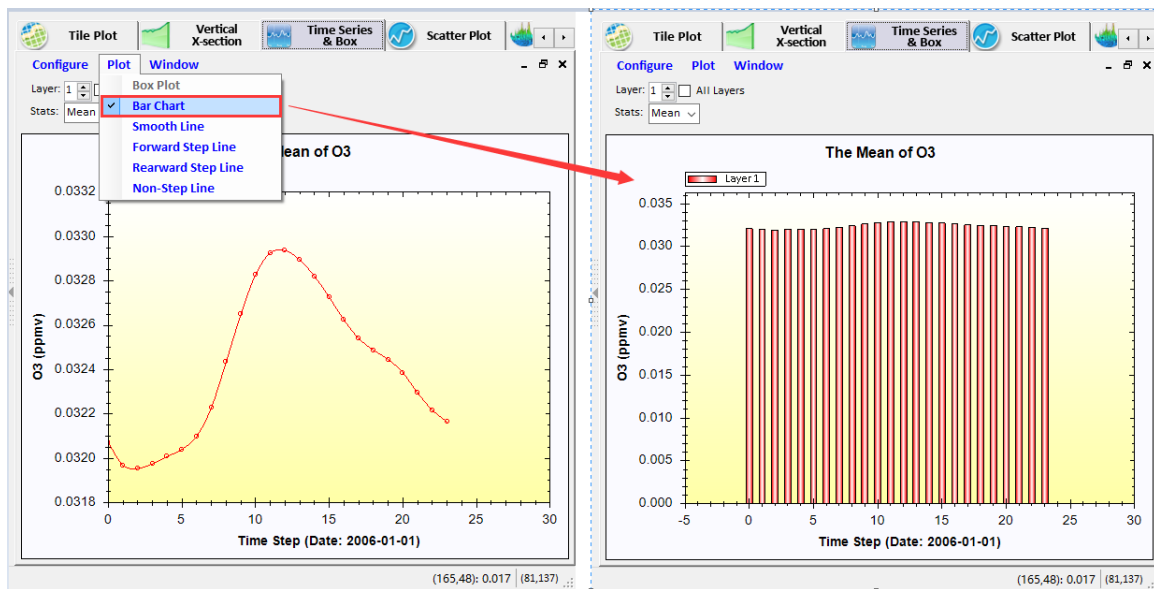 Tile Plot
Vertical
X-section
Time Series
& Box
Scatter Plot
Configure Plot Window
Layer: 1
Stats: Mean
Box Plot
Bar Chart
Smooth Line
Forward Step Line
Rearward Step Line
Non-Step Line
Mean of O3
0.0332
0.0330
0.0328
0.0326
0.0324
0.0322
0.0320
0.0318
O3 (ppmv)
0 5 10 15 20 25 30
Time Step (Date: 2006-01-01)
(165,48): 0.017 (81,137)
Tile Plot
Vertical
X-section
Time Series
& Box
Scatter Plot
Configure Plot Window
Layer: 1 All Layers
Stats: Mean
The Mean of O3
Layer 1
0.035
0.030
0.025
0.020
0.015
0.010
0.005
0.000
O3 (ppmv)
-5 0 5 10 15 20 25 30
Time Step (Date: 2006-01-01)
(165,48): 0.017 (81,137)